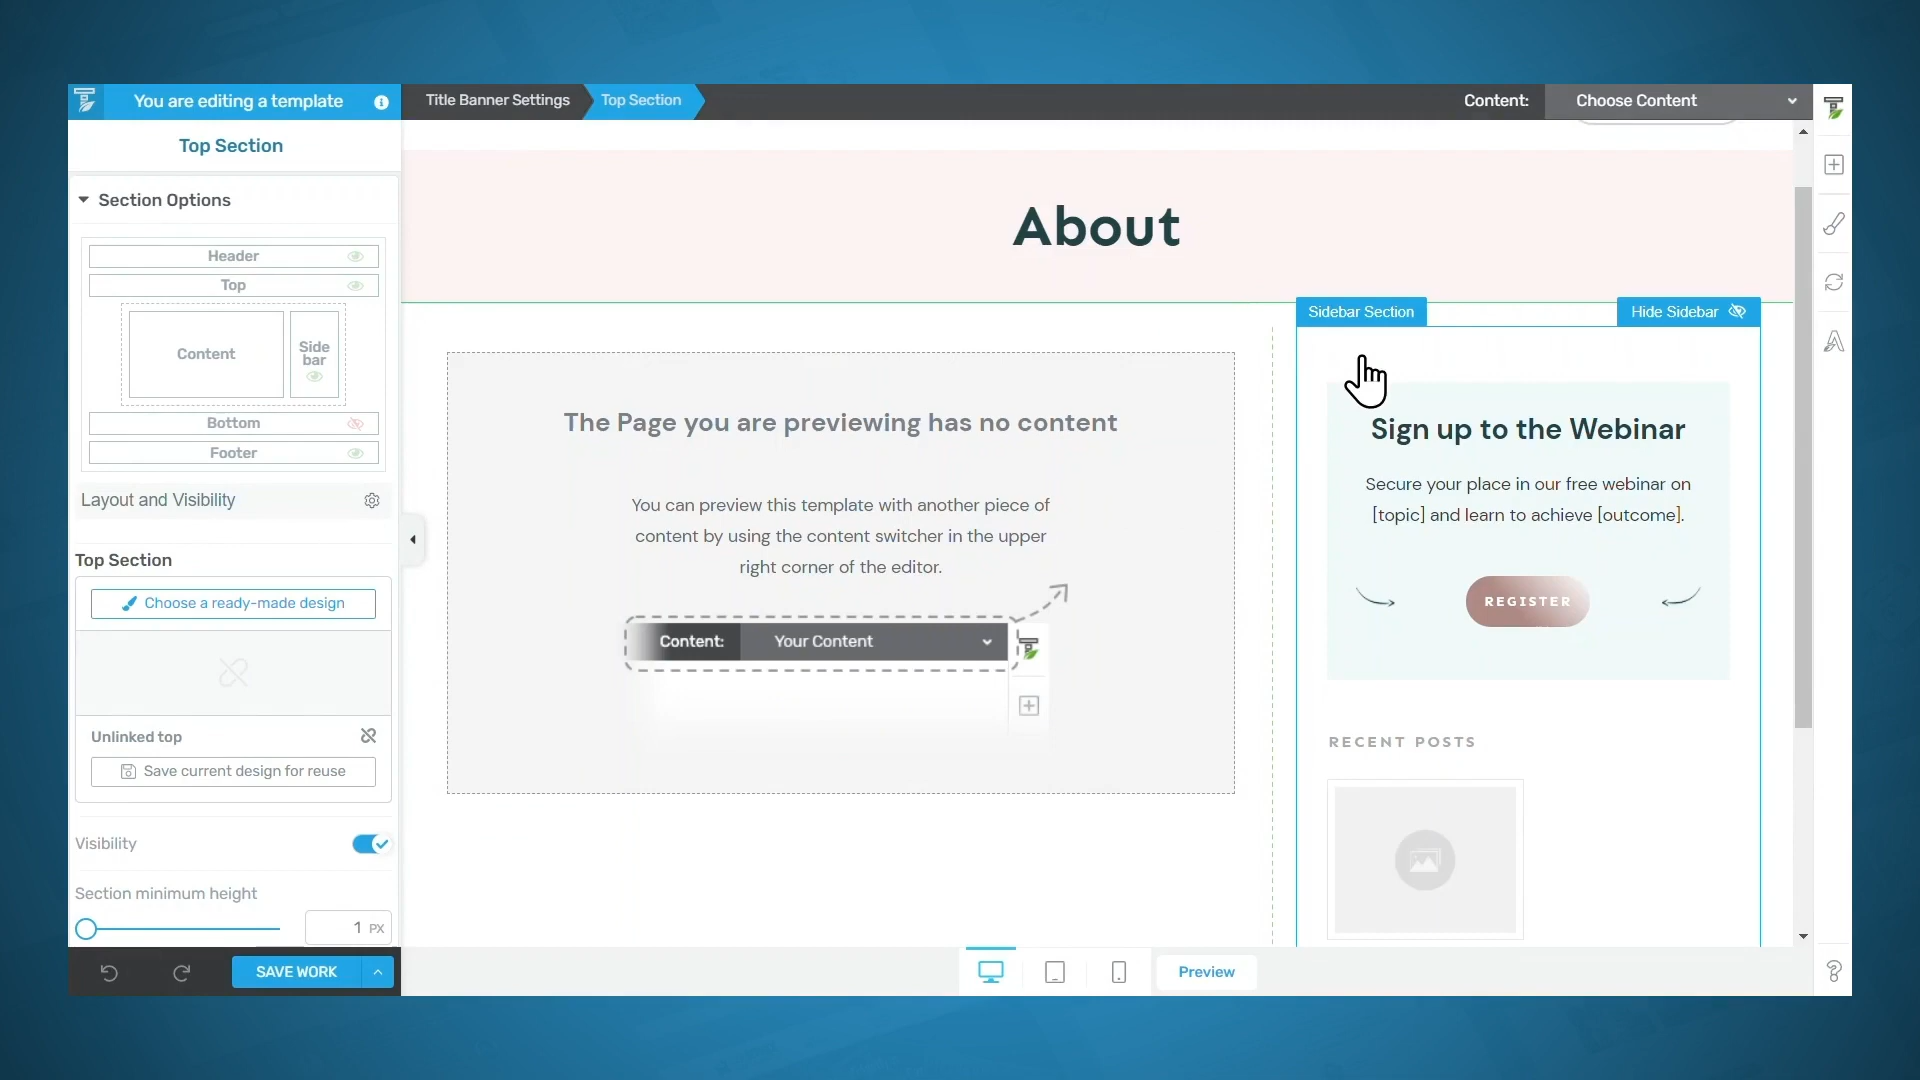 You are editing a template
Title Banner Settings
Top Section
Content:
Choose Content
Top Section
Section Options
Header
Top
Content
Side
bar
Bottom
Footer
Layout and Visibility
Top Section
Choose a ready-made design
Unlinked top
Save current design for reuse
Visibility
Section minimum height
1 PX
SAVE WORK
About
Sidebar Section
Hide Sidebar
The Page you are previewing has no content
You can preview this template with another piece of
content by using the content switcher in the upper
right corner of the editor.
Content:
Your Content
Sign up to the Webinar
Secure your place in our free webinar on
[topic] and learn to achieve [outcome].
REGISTER
RECENT POSTS
Preview